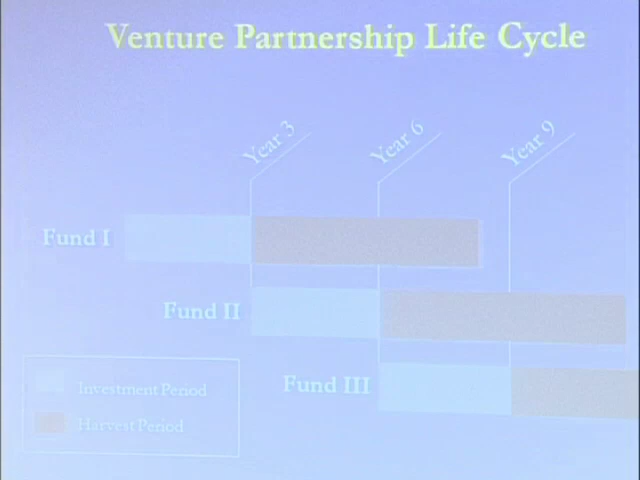 Venture Partnership Life Cycle
Year 3
Year 6
Year 9
Fund I
Fund II
Fund III
Investment Period
Harvest Period